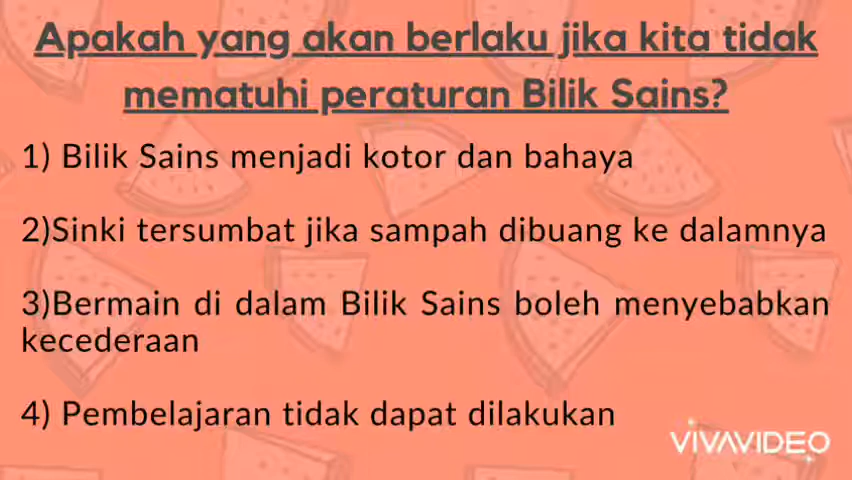 Apakah yang akan berlaku jika kita tidak
mematuhi peraturan Bilik Sains?
1) Bilik Sains menjadi kotor dan bahaya
2)Sinki tersumbat jika sampah dibuang ke dalamnya
3)Bermain di dalam Bilik Sains boleh menyebabkan
kecederaan
4) Pembelajaran tidak dapat dilakukan
VIVAVIDEO